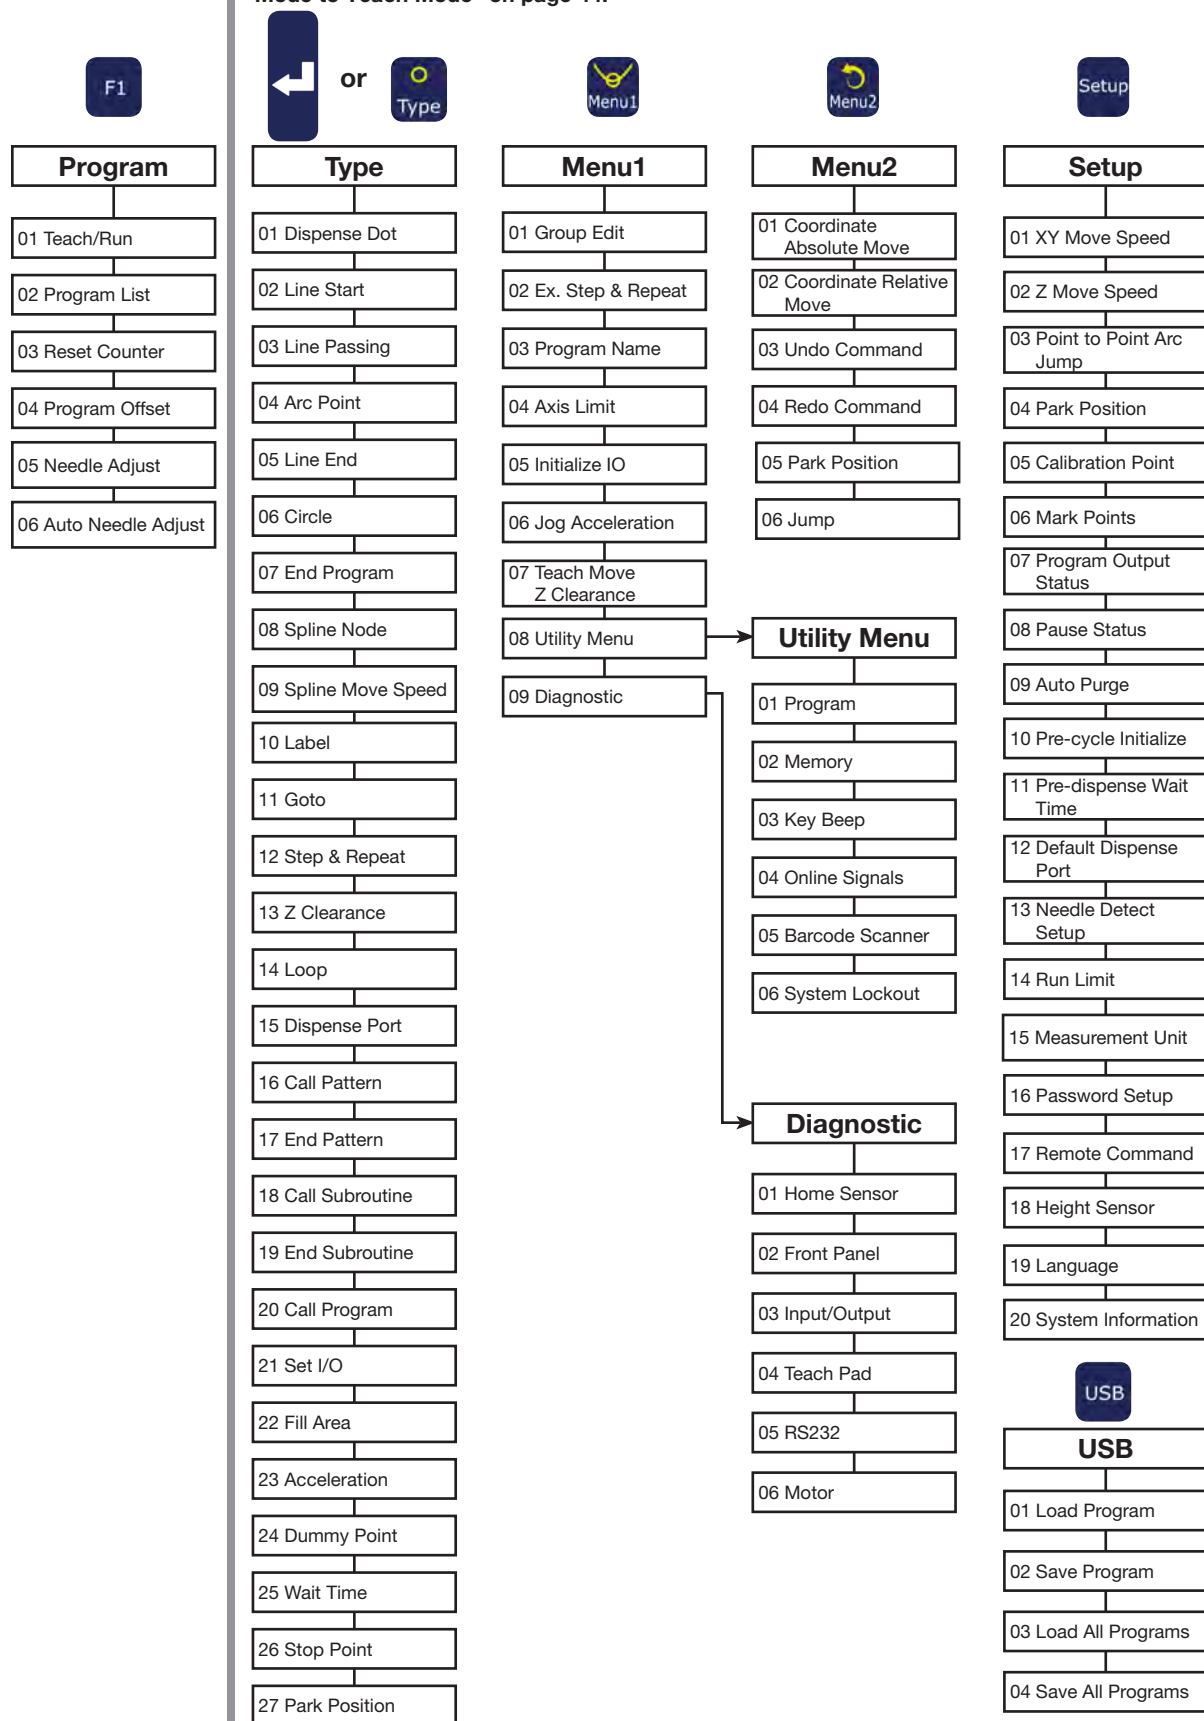 Mode to Teach Mode" on page 44.
F1
or
Type
Menu1
Menu2
Setup
Program
01 Teach/Run
02 Program List
03 Reset Counter
04 Program Offset
05 Needle Adjust
06 Auto Needle Adjust
Type
01 Dispense Dot
02 Line Start
03 Line Passing
04 Arc Point
05 Line End
06 Circle
07 End Program
08 Spline Node
09 Spline Move Speed
10 Label
11 Goto
12 Step & Repeat
13 Z Clearance
14 Loop
15 Dispense Port
16 Call Pattern
17 End Pattern
18 Call Subroutine
19 End Subroutine
20 Call Program
21 Set I/O
22 Fill Area
23 Acceleration
24 Dummy Point
25 Wait Time
26 Stop Point
27 Park Position
Menu1
01 Group Edit
02 Ex. Step & Repeat
03 Program Name
04 Axis Limit
05 Initialize IO
06 Jog Acceleration
07 Teach Move
Z Clearance
08 Utility Menu
09 Diagnostic
Menu2
01 Coordinate
Absolute Move
02 Coordinate Relative
Move
03 Undo Command
04 Redo Command
05 Park Position
06 Jump
Utility Menu
01 Program
02 Memory
03 Key Beep
04 Online Signals
05 Barcode Scanner
06 System Lockout
Diagnostic
01 Home Sensor
02 Front Panel
03 Input/Output
04 Teach Pad
05 RS232
06 Motor
Setup
01 XY Move Speed
02 Z Move Speed
03 Point to Point Arc
Jump
04 Park Position
05 Calibration Point
06 Mark Points
07 Program Output
Status
08 Pause Status
09 Auto Purge
10 Pre-cycle Initialize
11 Pre-dispense Wait
Time
12 Default Dispense
Port
13 Needle Detect
Setup
14 Run Limit
15 Measurement Unit
16 Password Setup
17 Remote Command
18 Height Sensor
19 Language
20 System Information
USB
USB
01 Load Program
02 Save Program
03 Load All Programs
04 Save All Programs